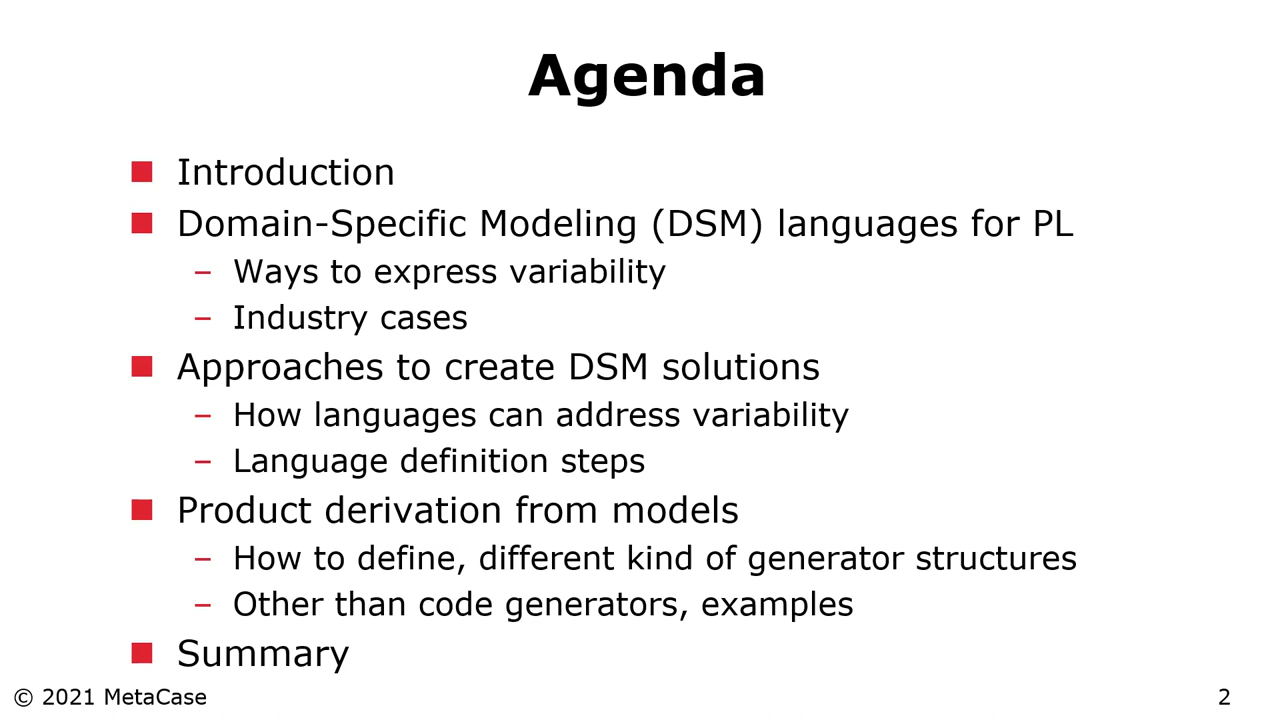 Agenda
Introduction
Domain-Specific Modeling (DSM) languages for PL
– Ways to express variability
– Industry cases
Approaches to create DSM solutions
– How languages can address variability
– Language definition steps
Product derivation from models
– How to define, different kind of generator structures
– Other than code generators, examples
Summary
© 2021 MetaCase
2